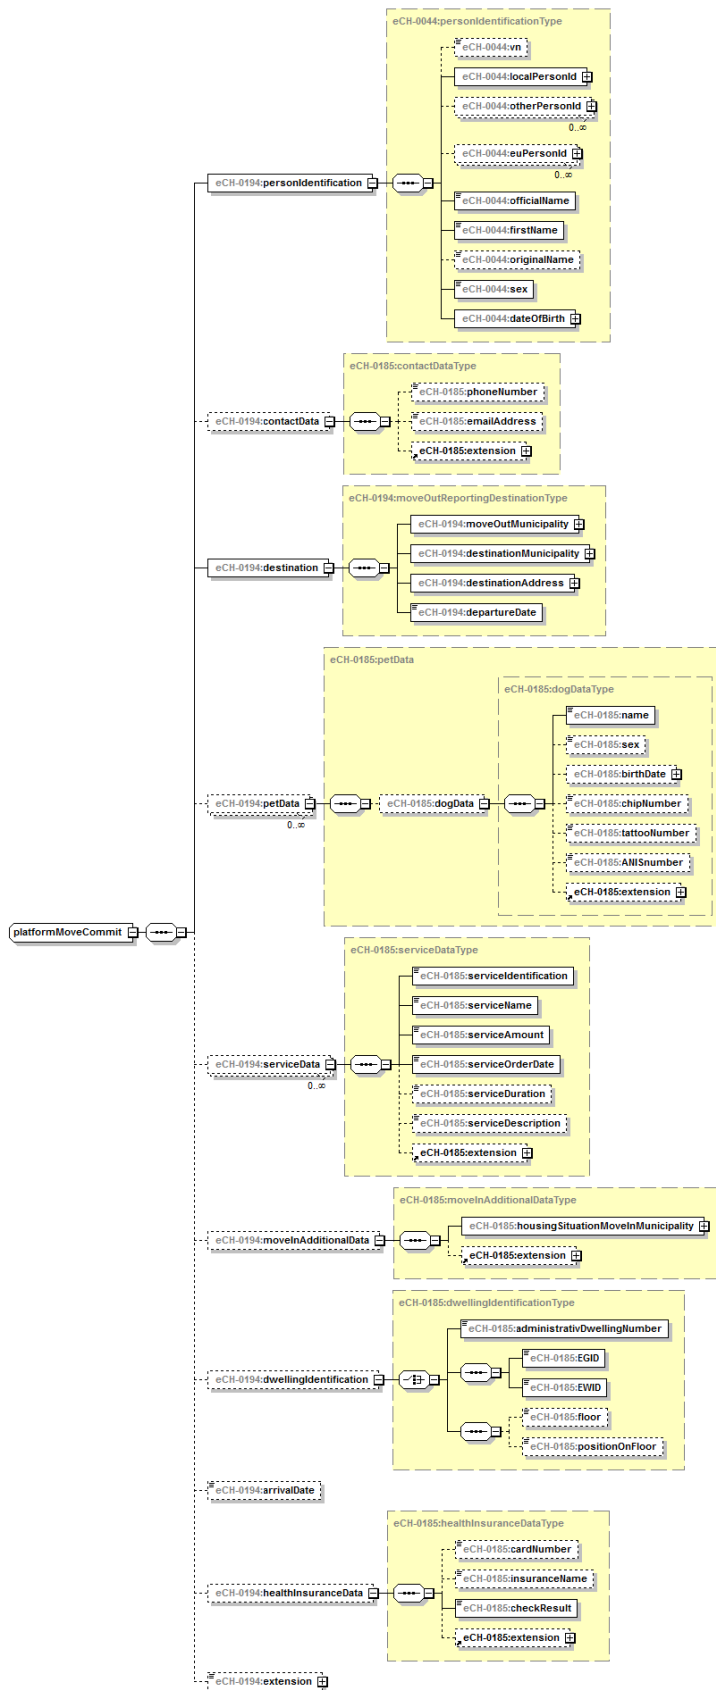 eCH-0044:personIdentificationType
eCH-0044:vn
eCH-0044:localPersonId
eCH-0044:otherPersonId
0..∞
eCH-0044:euPersonId
0..∞
eCH-0194:personIdentification
eCH-0044:officialName
eCH-0044:firstName
eCH-0044:originalName
eCH-0044:sex
eCH-0044:dateOfBirth
eCH-0185:contactDataType
eCH-0185:phoneNumber
eCH-0194:contactData
eCH-0185:emailAddress
eCH-0185:extension
eCH-0194:moveOutReportingDestinationType
eCH-0194:moveOutMunicipality
eCH-0194:destinationMunicipality
eCH-0194:destination
eCH-0194:destinationAddress
eCH-0194:departureDate
eCH-0185:petData
eCH-0185:dogDataType
eCH-0185:name
eCH-0185:sex
eCH-0185:birthDate
eCH-0194:petData
0..∞
eCH-0185:dogData
eCH-0185:chipNumber
eCH-0185:tattooNumber
eCH-0185:ANISnumber
eCH-0185:extension
platformMoveCommit
eCH-0185:serviceDataType
eCH-0185:serviceIdentification
eCH-0185:serviceName
eCH-0185:serviceAmount
eCH-0194:serviceData
0..∞
eCH-0185:serviceOrderDate
eCH-0185:serviceDuration
eCH-0185:serviceDescription
eCH-0185:extension
eCH-0185:moveInAdditionalDataType
eCH-0185:housingSituationMoveInMunicipality
eCH-0194:moveInAdditionalData
eCH-0185:extension
eCH-0185:dwellingIdentificationType
eCH-0185:administrativDwellingNumber
eCH-0185:EGID
eCH-0194:dwellingIdentification
eCH-0185:EWID
eCH-0185:floor
eCH-0185:positionOnFloor
eCH-0194:arrivalDate
eCH-0185:healthInsuranceDataType
eCH-0185:cardNumber
eCH-0185:insuranceName
eCH-0194:healthInsuranceData
eCH-0185:checkResult
eCH-0185:extension
eCH-0194:extension